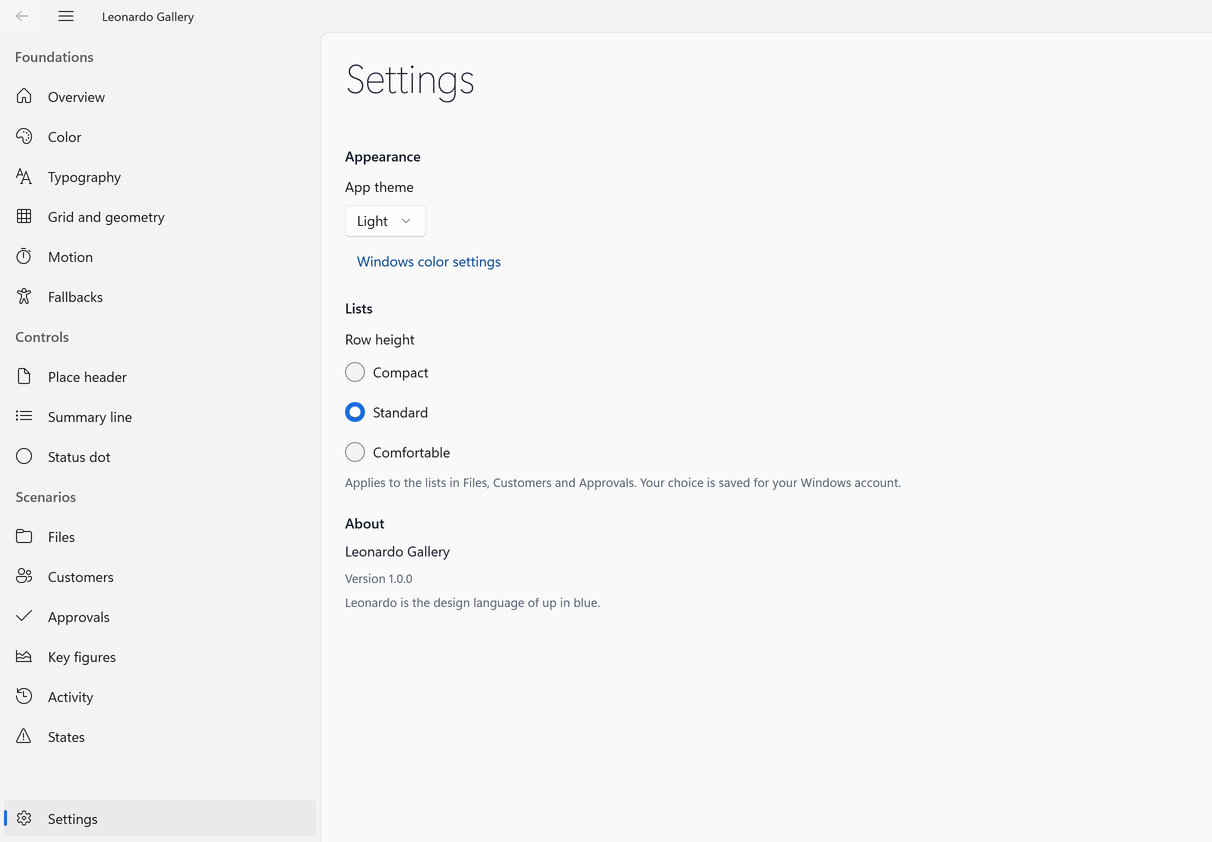 Leonardo Gallery
Foundations
Overview
Color
Typography
Grid and geometry
Motion
Fallbacks
Controls
Place header
Summary line
Status dot
Scenarios
Files
Customers
Approvals
Key figures
Activity
States
Settings
Settings
Appearance
App theme
Light
Windows color settings
Lists
Row height
Compact
Standard
Comfortable
Applies to the lists in Files, Customers and Approvals. Your choice is saved for your Windows account.
About
Leonardo Gallery
Version 1.0.0
Leonardo is the design language of up in blue.